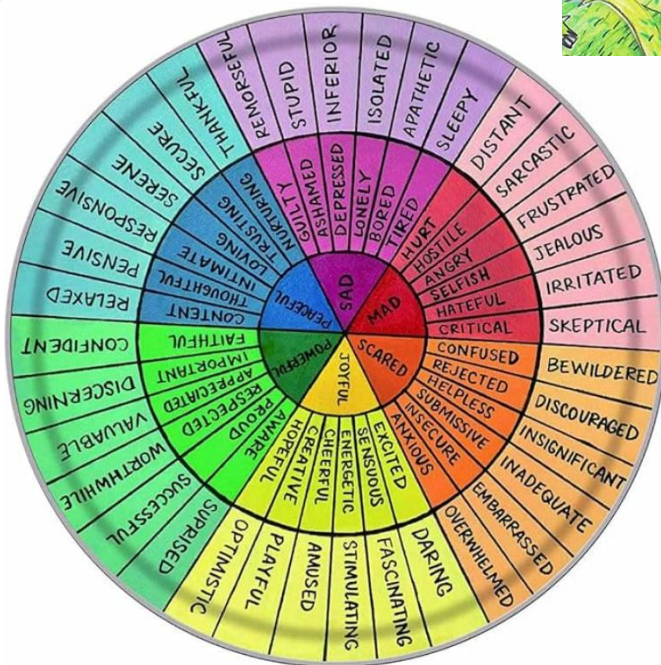 SAD
MAD
SCARED
JOYFUL
POWERFUL
PEACEFUL
GUILTY
ASHAMED
DEPRESSED
LONELY
BORED
TIRED
HURT
HOSTILE
ANGRY
SELFISH
HATEFUL
CRITICAL
CONFUSED
REJECTED
HELPLESS
SUBMISSIVE
INSECURE
ANXIOUS
EXCITED
SENSUOUS
ENERGETIC
CHEERFUL
CREATIVE
HOPEFUL
AWARE
PROUD
RESPECTED
APPRECIATED
IMPORTANT
FAITHFUL
CONTENT
THOUGHTFUL
INTIMATE
LOVING
TRUSTING
NURTURING
REMORSEFUL
STUPID
INFERIOR
ISOLATED
APATHETIC
SLEEPY
DISTANT
SARCASTIC
FRUSTRATED
JEALOUS
IRRITATED
SKEPTICAL
BEWILDERED
DISCOURAGED
INSIGNIFICANT
INADEQUATE
EMBARRASSED
OVERWHELMED
DARING
FASCINATING
STIMULATING
AMUSED
PLAYFUL
OPTIMISTIC
SUPRISED
SUCCESSFUL
WORTHWHILE
VALUABLE
DISCERNING
CONFIDENT
RELAXED
PENSIVE
RESPONSIVE
SERENE
SECURE
THANKFUL